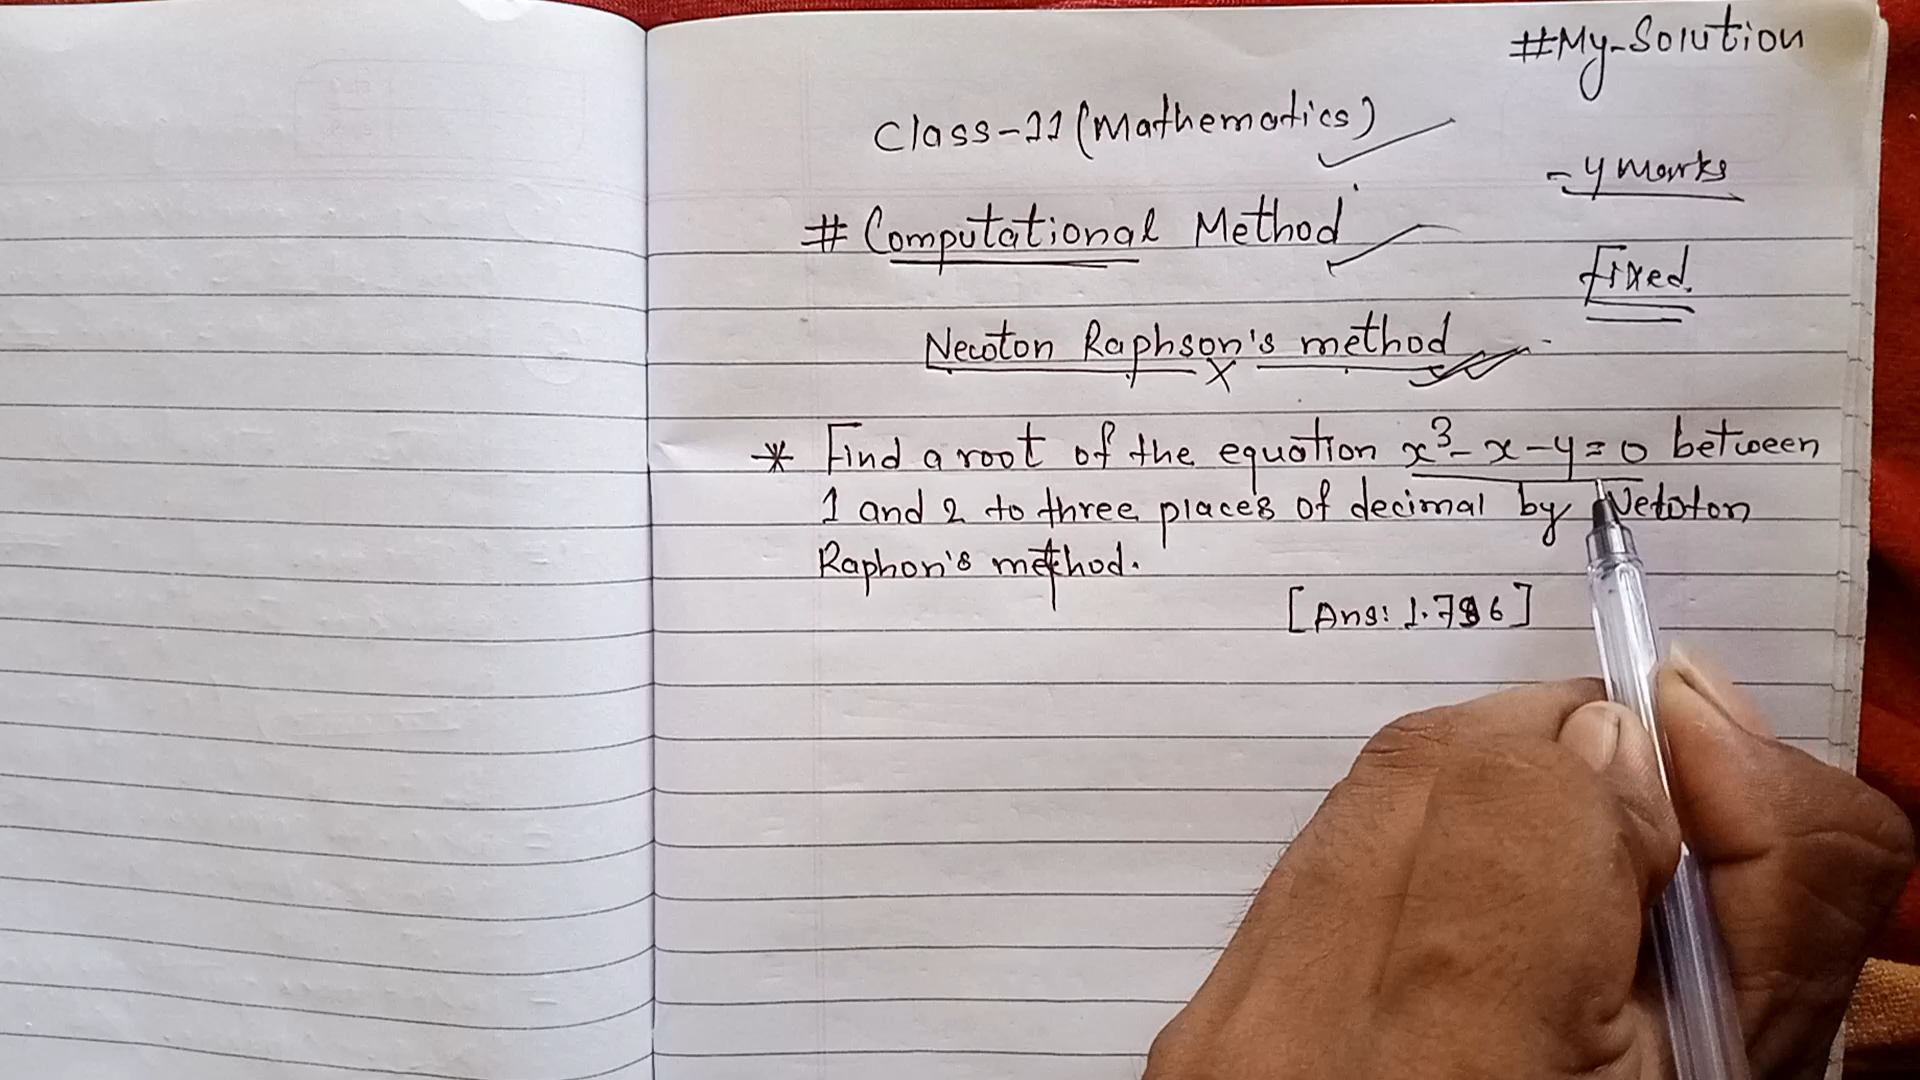 #My-Solution
Class-11 (Mathematics)
- 4 marks
# Computational Method
Fixed.
Newton Raphson's method
X
* Find a root of the equation x³-x-4=0 between
1 and 2 to three places of decimal by Newton
Raphon's method.
[Ans: 1.796]